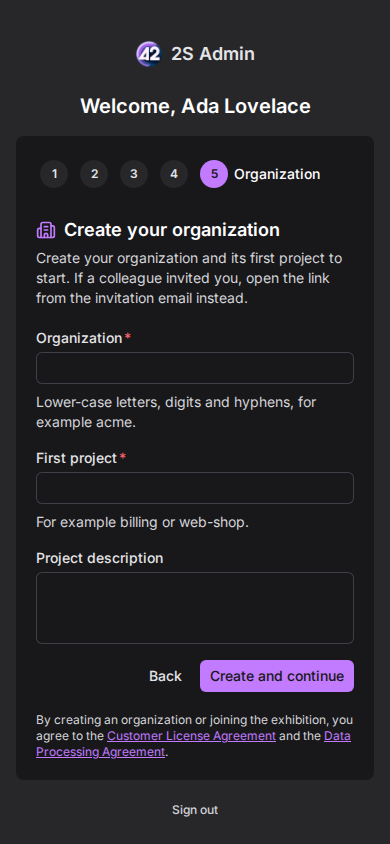 2S Admin
Welcome, Ada Lovelace
1 2 3 4 5 Organization
Create your organization
Create your organization and its first project to
start. If a colleague invited you, open the link
from the invitation email instead.
Organization*
Lower-case letters, digits and hyphens, for
example acme.
First project*
For example billing or web-shop.
Project description
Back Create and continue
By creating an organization or joining the exhibition, you
agree to the Customer License Agreement and the Data
Processing Agreement.
Sign out